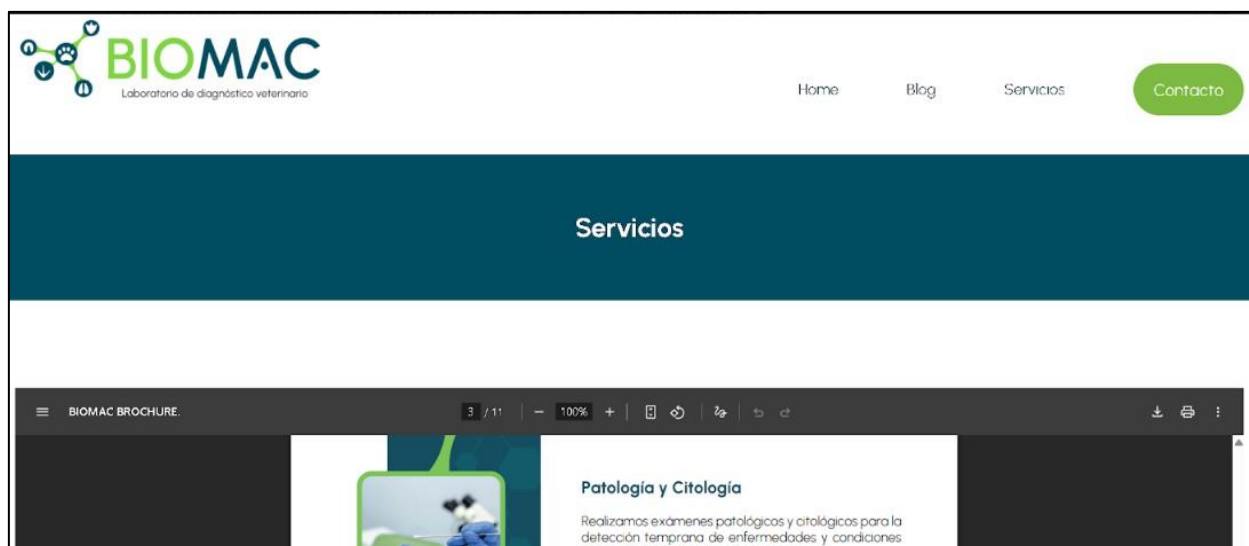 BIOMAC
Laboratorio de diagnóstico veterinario
Home Blog Servicios Contacto
Servicios
BIOMAC BROCHURE. 3 / 11 − 100% +
Patología y Citología
Realizamos exámenes patológicos y citológicos para la
detección temprana de enfermedades y condiciones